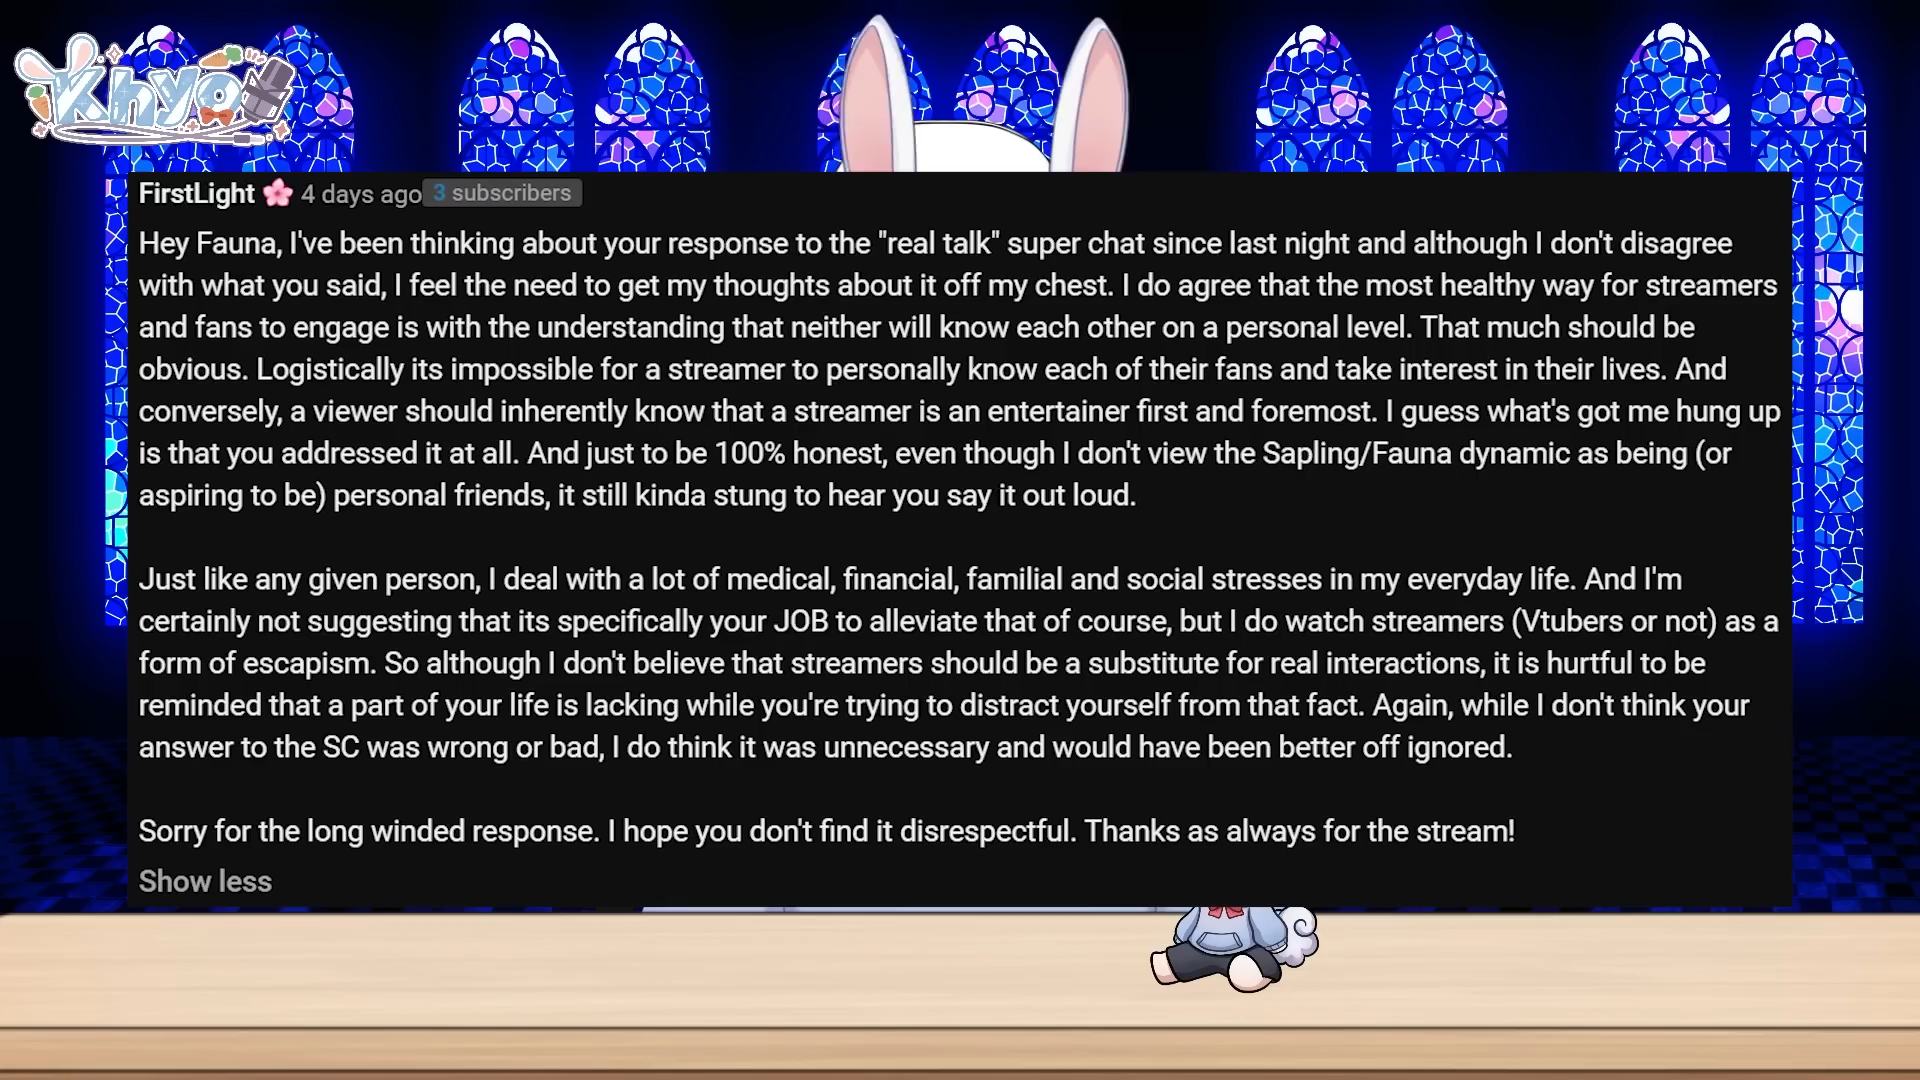 Khyo
FirstLight 🌸 4 days ago 3 subscribers
Hey Fauna, I've been thinking about your response to the "real talk" super chat since last night and although I don't disagree
with what you said, I feel the need to get my thoughts about it off my chest. I do agree that the most healthy way for streamers
and fans to engage is with the understanding that neither will know each other on a personal level. That much should be
obvious. Logistically its impossible for a streamer to personally know each of their fans and take interest in their lives. And
conversely, a viewer should inherently know that a streamer is an entertainer first and foremost. I guess what's got me hung up
is that you addressed it at all. And just to be 100% honest, even though I don't view the Sapling/Fauna dynamic as being (or
aspiring to be) personal friends, it still kinda stung to hear you say it out loud.
Just like any given person, I deal with a lot of medical, financial, familial and social stresses in my everyday life. And I'm
certainly not suggesting that its specifically your JOB to alleviate that of course, but I do watch streamers (Vtubers or not) as a
form of escapism. So although I don't believe that streamers should be a substitute for real interactions, it is hurtful to be
reminded that a part of your life is lacking while you're trying to distract yourself from that fact. Again, while I don't think your
answer to the SC was wrong or bad, I do think it was unnecessary and would have been better off ignored.
Sorry for the long winded response. I hope you don't find it disrespectful. Thanks as always for the stream!
Show less